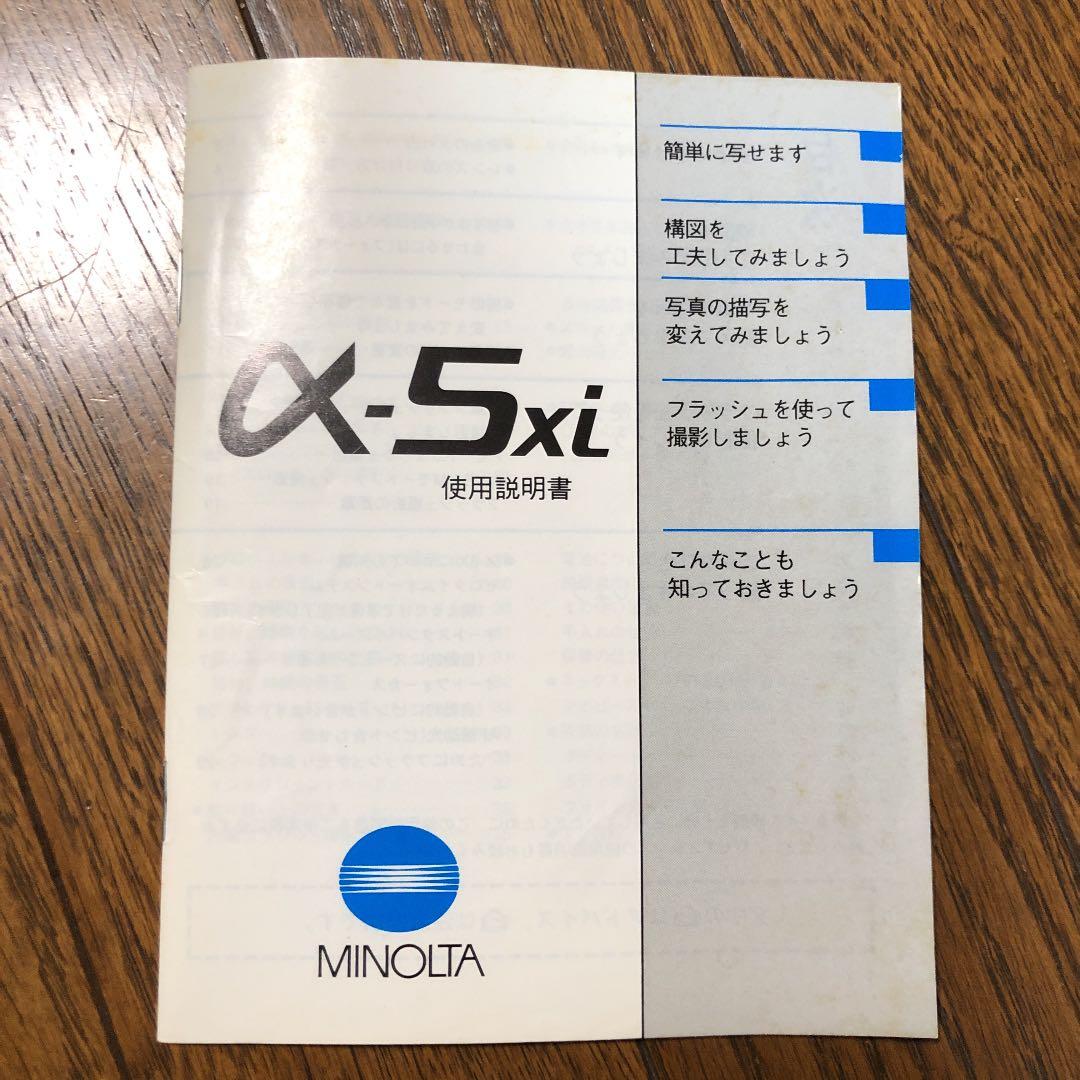 α-5xi
使用説明書
MINOLTA
簡単に写せます
構図を
工夫してみましょう
写真の描写を
変えてみましょう
フラッシュを使って
撮影しましょう
こんなことも
知っておきましょう